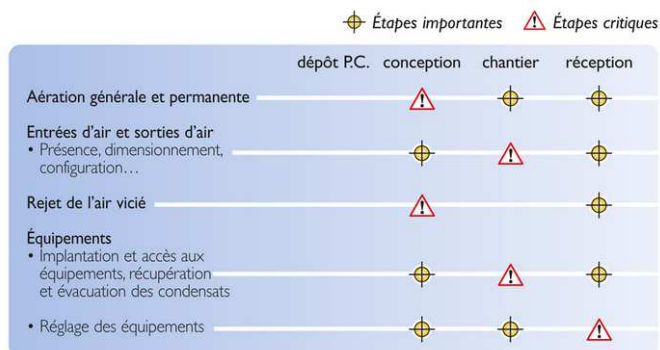 Étapes importantes Étapes critiques
dépôt P.C. conception chantier réception
Aération générale et permanente
Entrées d'air et sorties d'air
• Présence, dimensionnement,
configuration…
Rejet de l'air vicié
Équipements
• Implantation et accès aux
équipements, récupération
et évacuation des condensats
• Réglage des équipements